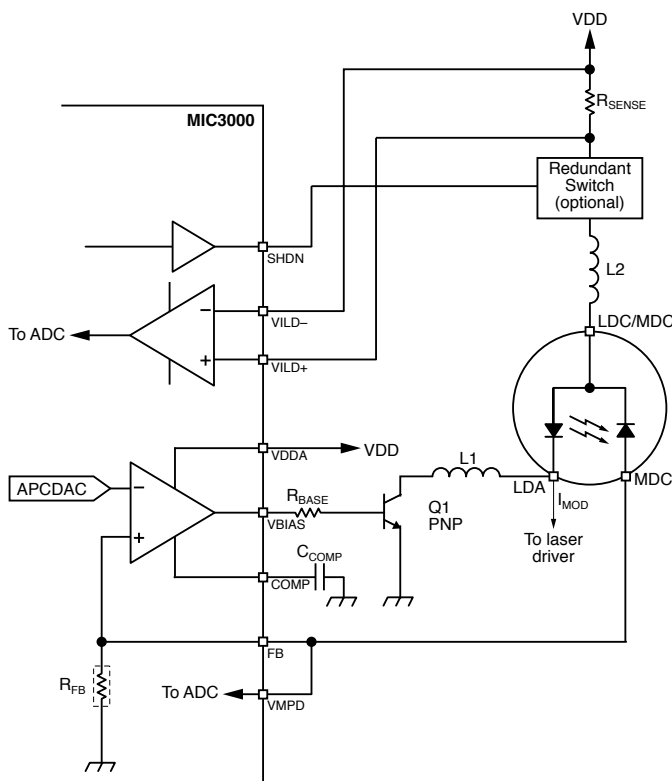 VDD
MIC3000
RSENSE
Redundant
Switch
(optional)
SHDN
L2
LDC/MDC
VILD–
To ADC
VILD+
VDDA
VDD
APCDAC
L1
RBASE
LDA
MDC
VBIAS
Q1
PNP
IMOD
CCOMP
To laser
driver
COMP
FB
RFB
To ADC
VMPD
–
+
–
+